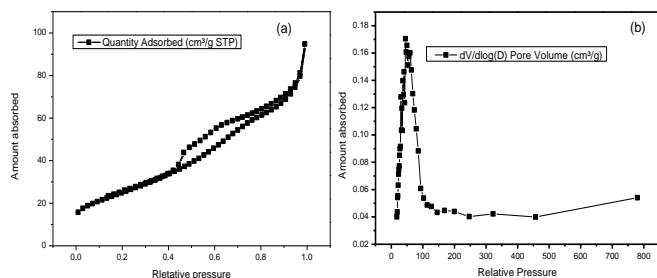 (a)
Quantity Adsorbed (cm³/g STP)
Amount absorbed
100
80
60
40
20
0
0.0 0.2 0.4 0.6 0.8 1.0
Rletative pressure
(b)
dV/dlog(D) Pore Volume (cm³/g)
Amount absorbed
0.18
0.16
0.14
0.12
0.10
0.08
0.06
0.04
0.02
0 100 200 300 400 500 600 700 800
Relative Pressure